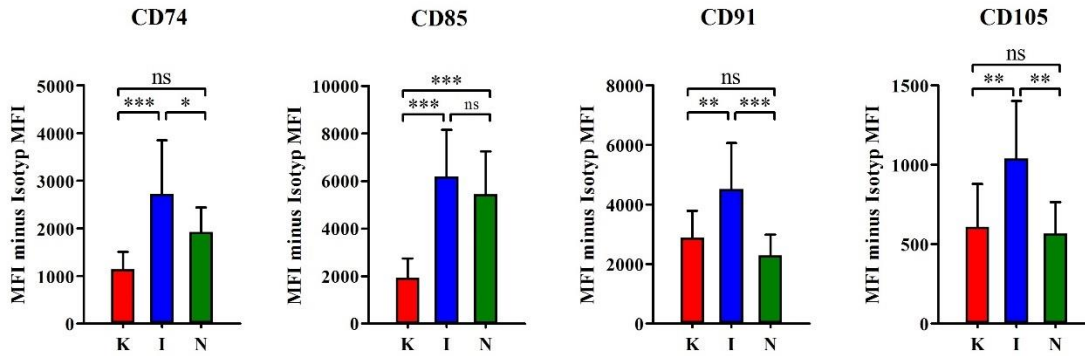 CD74
MFI minus Isotyp MFI
5000
4000
3000
2000
1000
0
ns
*** *
K I N
CD85
MFI minus Isotyp MFI
10000
8000
6000
4000
2000
0
***
*** ns
K I N
CD91
MFI minus Isotyp MFI
8000
6000
4000
2000
0
ns
** ***
K I N
CD105
MFI minus Isotyp MFI
1500
1000
500
0
ns
** **
K I N